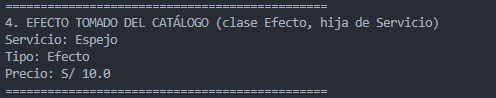 ==============================================
4. EFECTO TOMADO DEL CATÁLOGO (clase Efecto, hija de Servicio)
Servicio: Espejo
Tipo: Efecto
Precio: S/ 10.0
==============================================